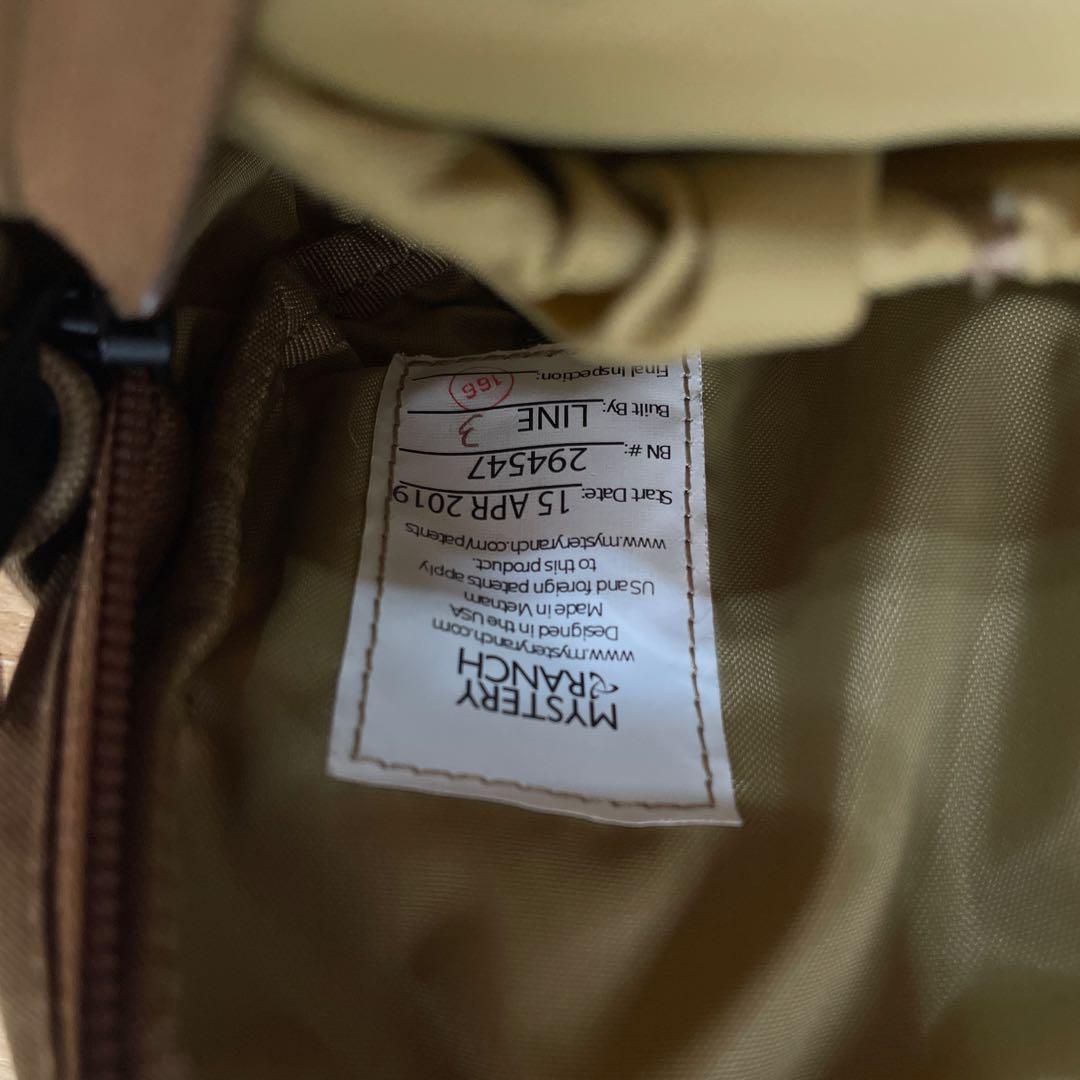 MYSTERY
RANCH
www.mysteryranch.com
Designed in the USA
Made in Vietnam
US and foreign patents apply
to this product.
www.mysteryranch.com/patents
Start Date: 15 APR 2019
BN #: 294547
Built By: LINE 3
Final Inspection: 166